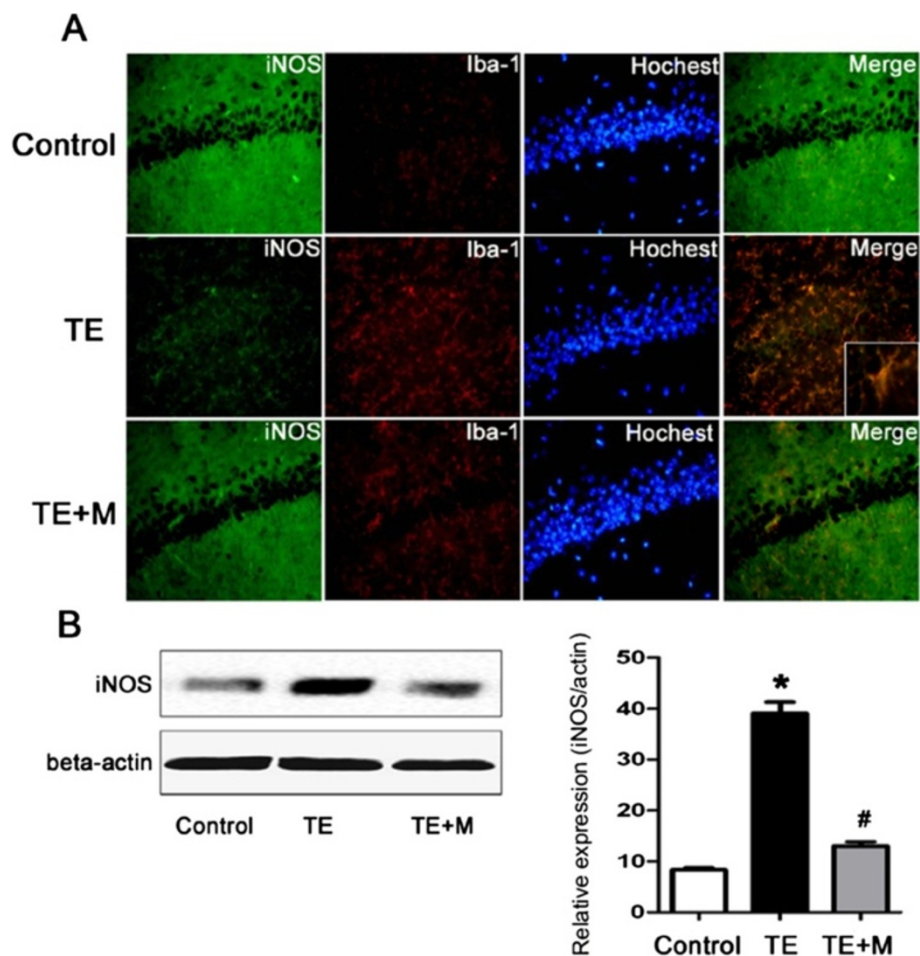 A
iNOS Iba-1 Hochest Merge
Control
iNOS Iba-1 Hochest Merge
TE
iNOS Iba-1 Hochest Merge
TE+M
B
iNOS
beta-actin
Control TE TE+M
Relative expression (iNOS/actin)
50
40
30
20
10
0
*
#
Control TE TE+M